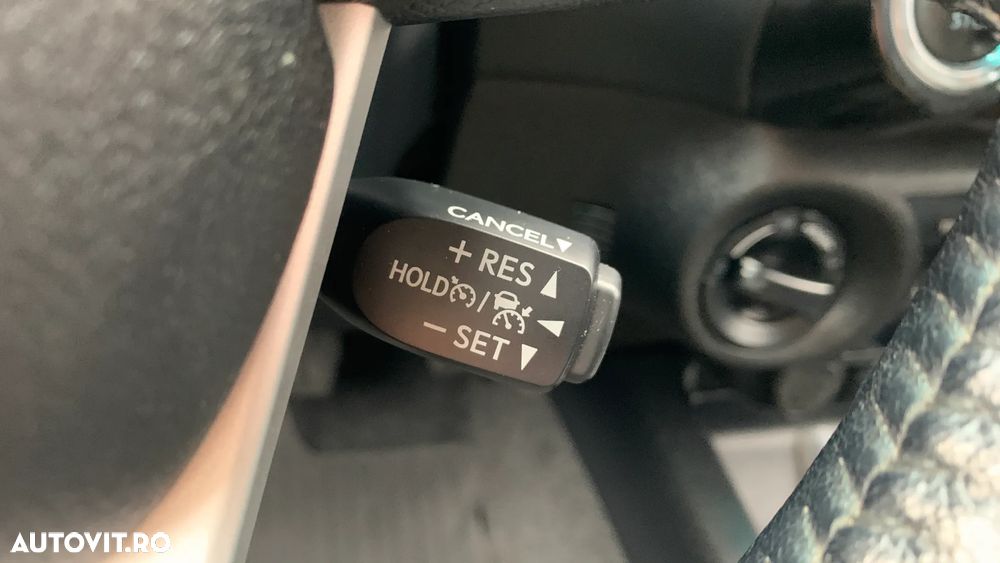 CANCEL▼
+ RES ▲
HOLD / ◀
− SET ▼
AUTOVIT.RO